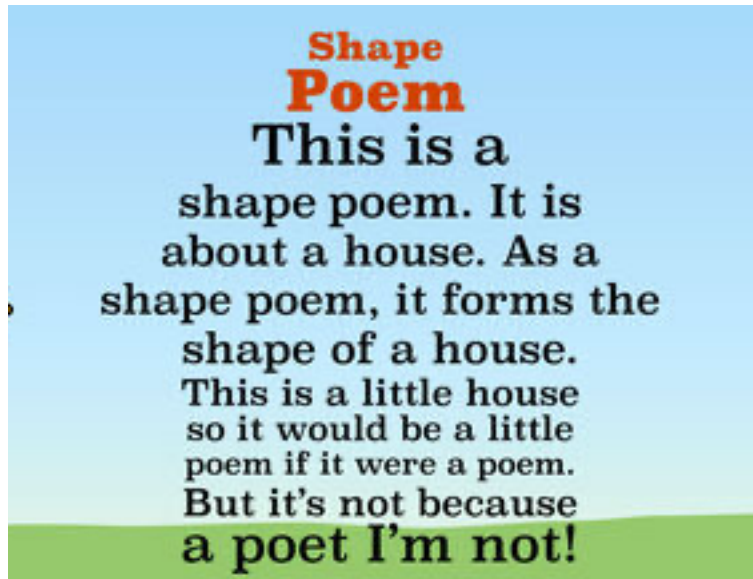 Shape
Poem
This is a
shape poem. It is
about a house. As a
shape poem, it forms the
shape of a house.
This is a little house
so it would be a little
poem if it were a poem.
But it's not because
a poet I'm not!